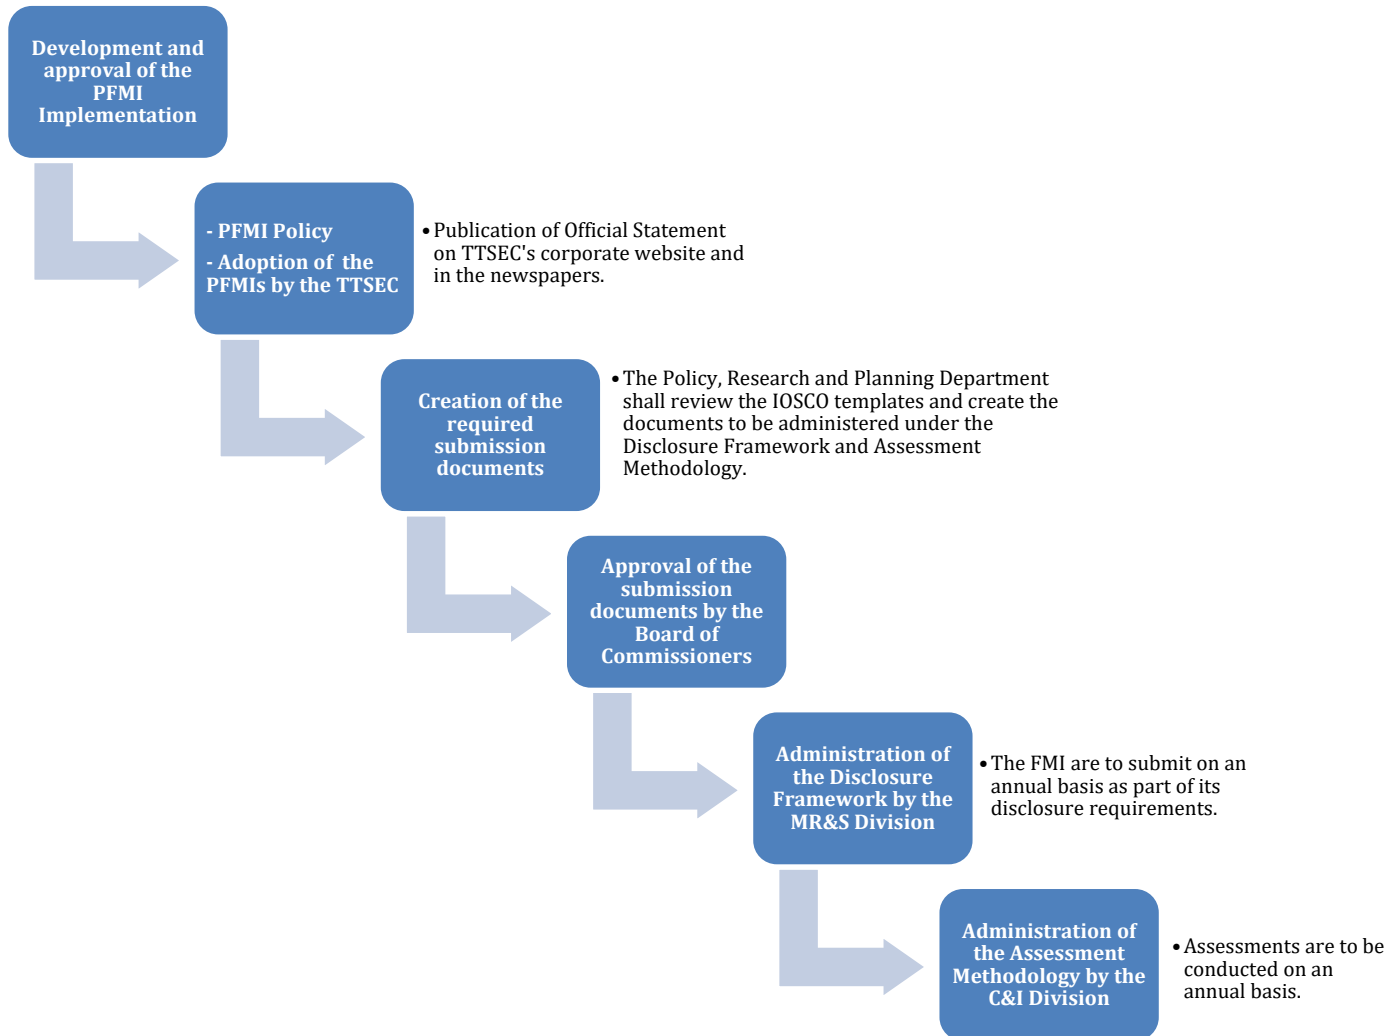 Development and
approval of the
PFMI
Implementation
- PFMI Policy
- Adoption of the
PFMIs by the TTSEC
• Publication of Official Statement
on TTSEC's corporate website and
in the newspapers.
Creation of the
required
submission
documents
• The Policy, Research and Planning Department
shall review the IOSCO templates and create the
documents to be administered under the
Disclosure Framework and Assessment
Methodology.
Approval of the
submission
documents by the
Board of
Commissioners
Administration of
the Disclosure
Framework by the
MR&S Division
• The FMI are to submit on an
annual basis as part of its
disclosure requirements.
Administration of
the Assessment
Methodology by the
C&I Division
• Assessments are to be
conducted on an
annual basis.